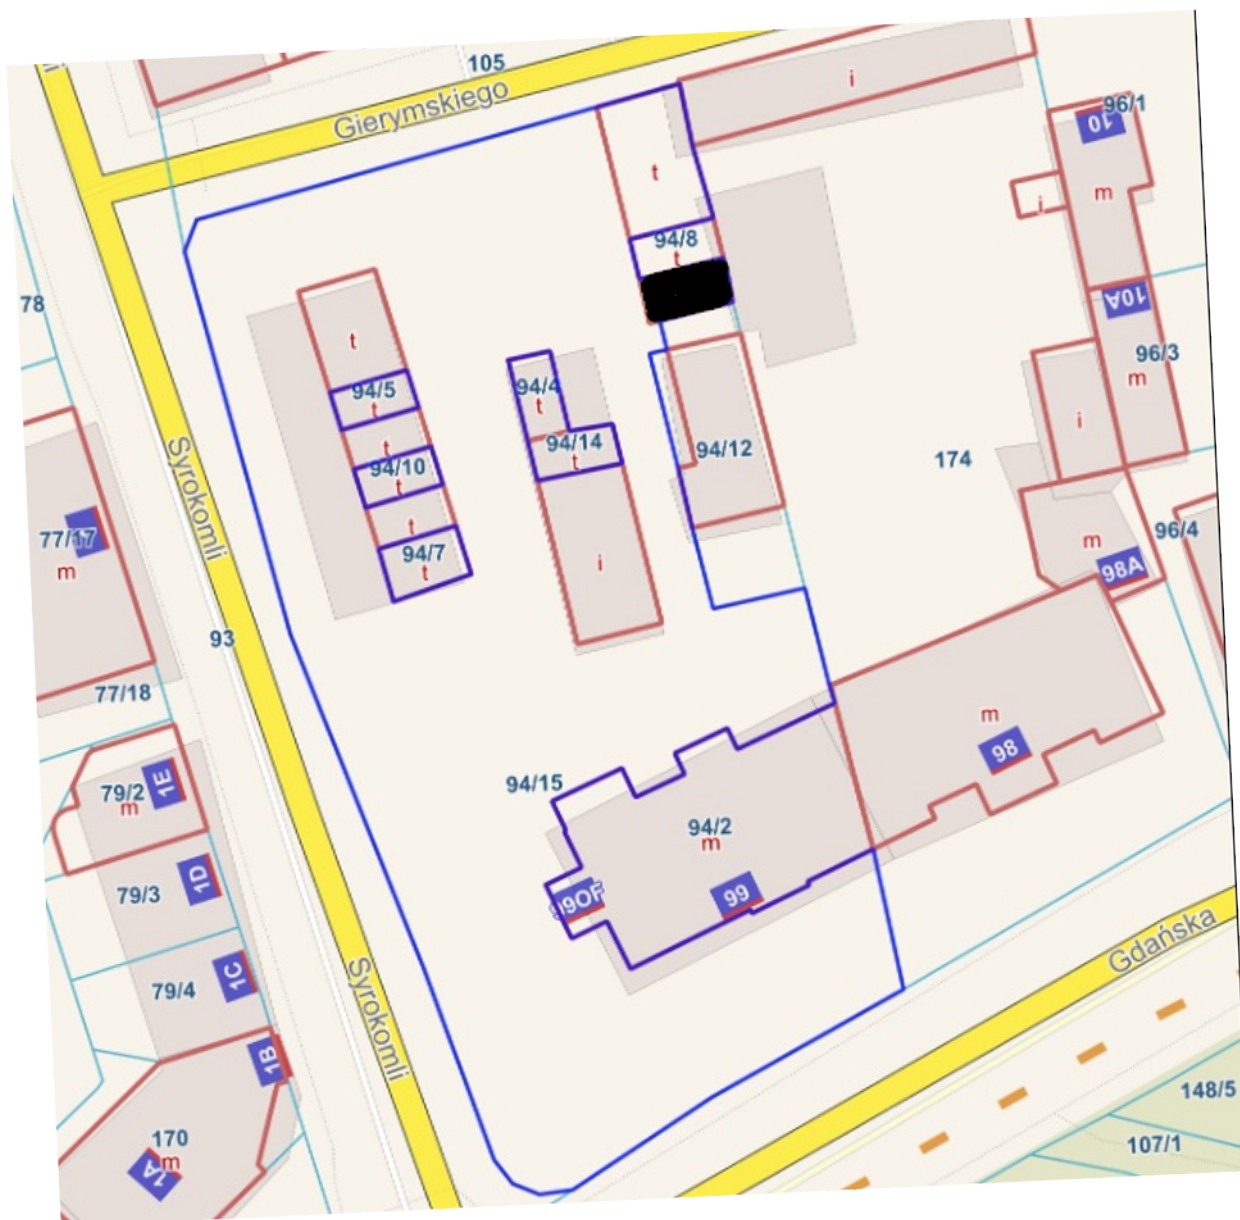 105
Gierymskiego
i
96/1
10
t
m
i
94/8
t
78
10A
t
96/3
m
94/5
t
94/4
t
i
t
94/10
t
94/14
t
94/12
174
Syrokomli
t
94/7
t
i
77/17
m
96/4
m
98A
93
77/18
m
98
1E
79/2
m
94/15
94/2
m
99
1D
79/3
Gdańska
1C
79/4
Syrokomli
1B
148/5
170
m
1A
107/1